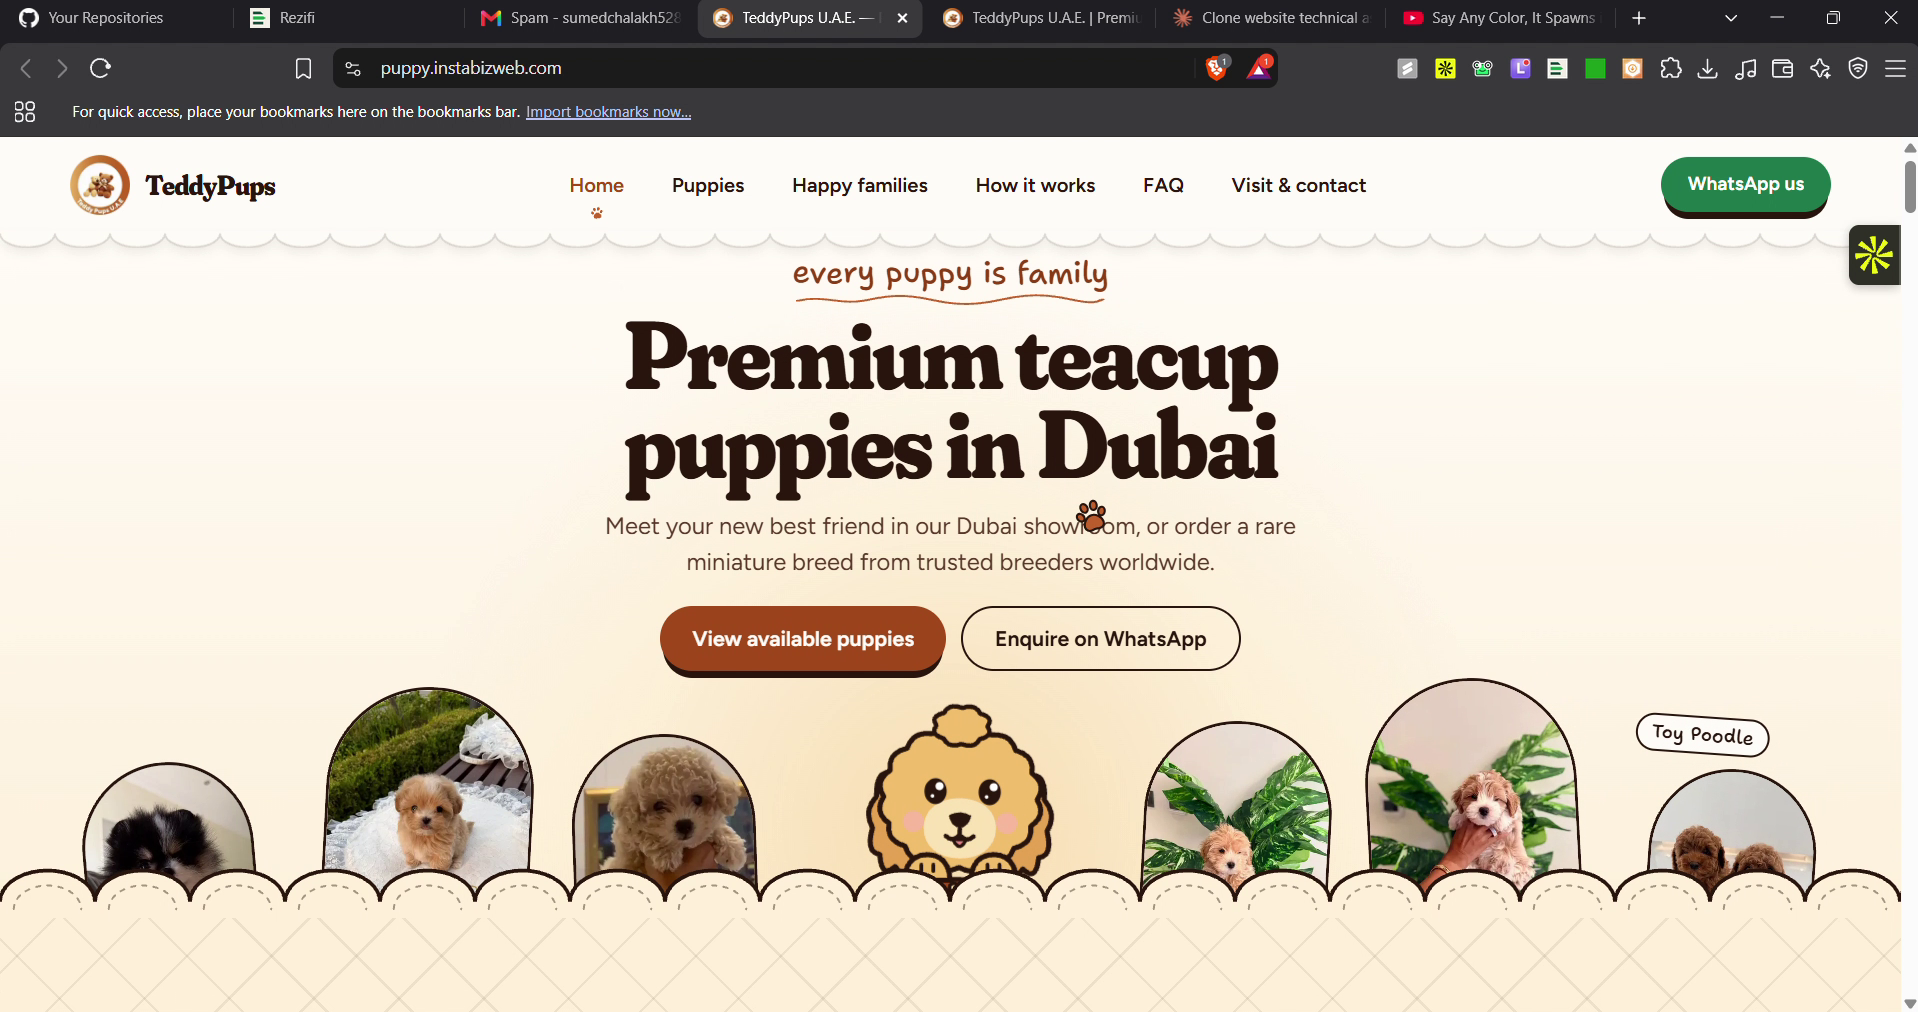 Your Repositories
Rezifi
Spam - sumedchalakh528
TeddyPups U.A.E. —
TeddyPups U.A.E. | Premiu
Clone website technical a
Say Any Color, It Spawns
puppy.instabizweb.com
1
1
For quick access, place your bookmarks here on the bookmarks bar. Import bookmarks now...
TeddyPups
Home
Puppies
Happy families
How it works
FAQ
Visit & contact
WhatsApp us
every puppy is family
Premium teacup
puppies in Dubai
Meet your new best friend in our Dubai showroom, or order a rare
miniature breed from trusted breeders worldwide.
View available puppies
Enquire on WhatsApp
Toy Poodle